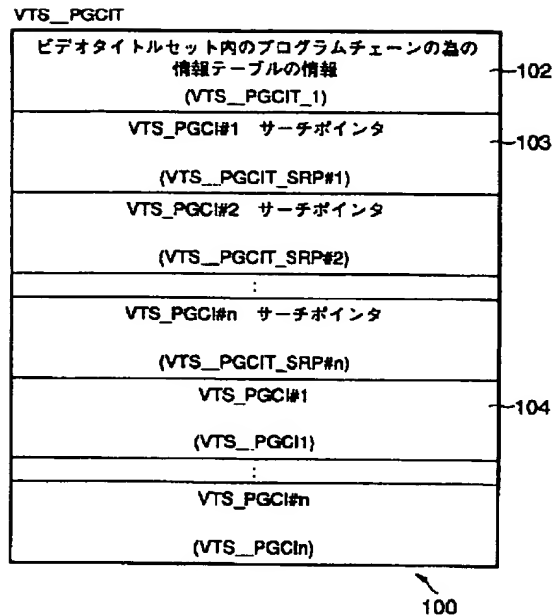 VTS__PGCIT
ビデオタイトルセット内のプログラムチェーンの為の
情報テーブルの情報
102
(VTS__PGCIT_1)
VTS_PGCI#1 サーチポインタ
103
(VTS__PGCIT_SRP#1)
VTS_PGCI#2 サーチポインタ
(VTS__PGCIT_SRP#2)
:
VTS_PGCI#n サーチポインタ
(VTS__PGCIT_SRP#n)
VTS_PGCI#1
104
(VTS__PGCI1)
:
VTS_PGCI#n
(VTS__PGCIn)
100